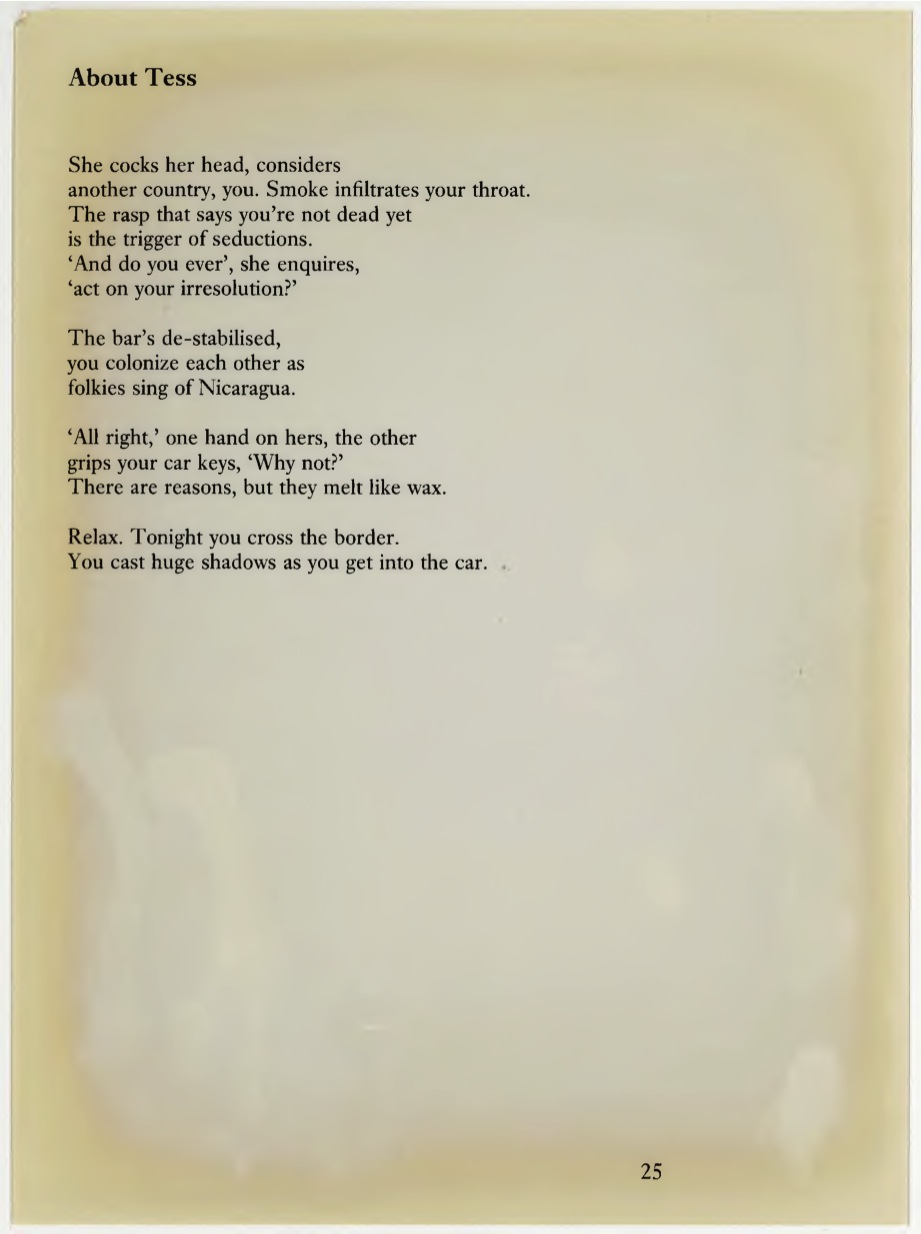 About Tess
She cocks her head, considers
another country, you. Smoke infiltrates your throat.
The rasp that says you're not dead yet
is the trigger of seductions.
‘And do you ever’, she enquires,
‘act on your irresolution?’
The bar's de-stabilised,
you colonize each other as
folkies sing of Nicaragua.
‘All right,’ one hand on hers, the other
grips your car keys, ‘Why not?’
There are reasons, but they melt like wax.
Relax. Tonight you cross the border.
You cast huge shadows as you get into the car.
25